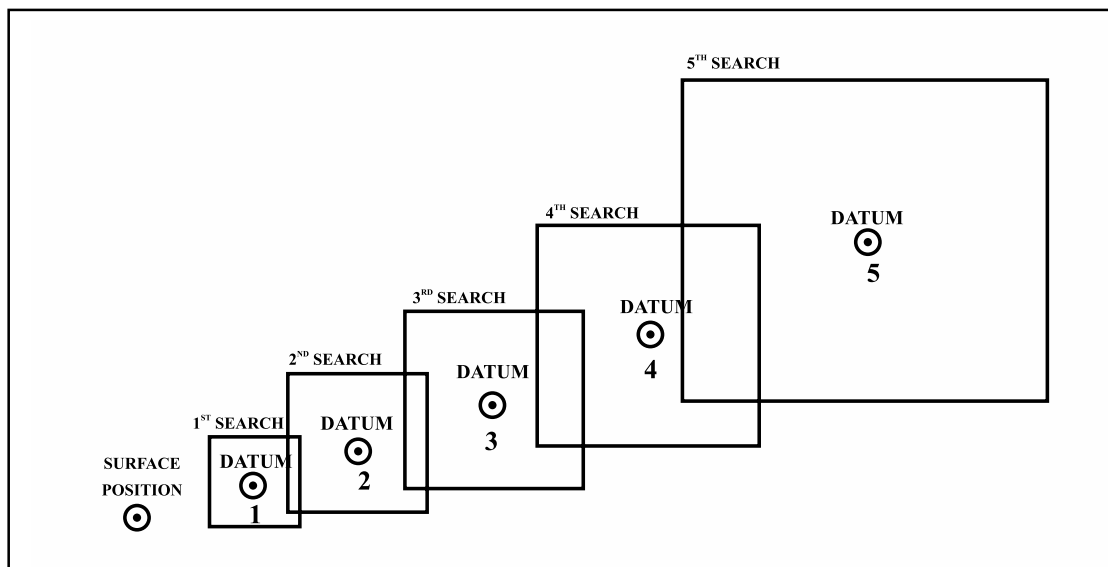 5TH SEARCH
DATUM
5
4TH SEARCH
DATUM
4
3RD SEARCH
DATUM
3
2ND SEARCH
DATUM
2
1ST SEARCH
DATUM
1
SURFACE
POSITION